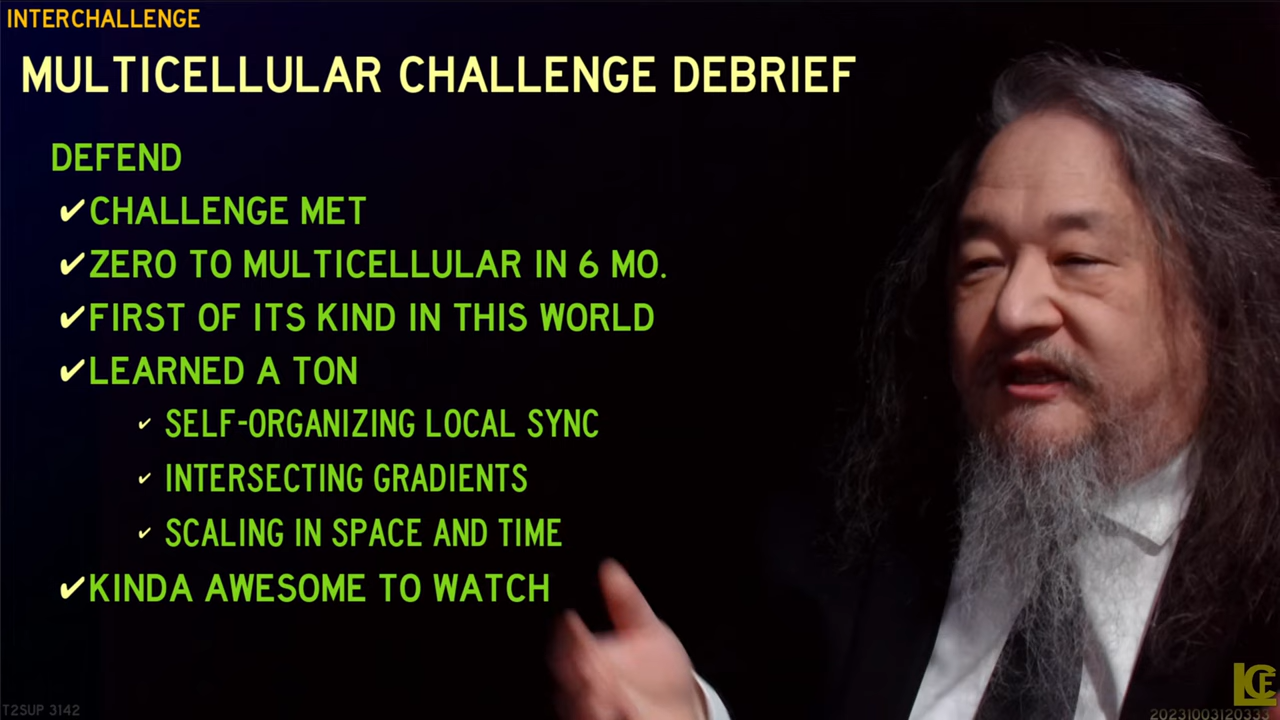 INTERCHALLENGE
MULTICELLULAR CHALLENGE DEBRIEF
DEFEND
✔CHALLENGE MET
✔ZERO TO MULTICELLULAR IN 6 MO.
✔FIRST OF ITS KIND IN THIS WORLD
✔LEARNED A TON
✔ SELF-ORGANIZING LOCAL SYNC
✔ INTERSECTING GRADIENTS
✔ SCALING IN SPACE AND TIME
✔KINDA AWESOME TO WATCH
T2SUP 3142
20231003120333